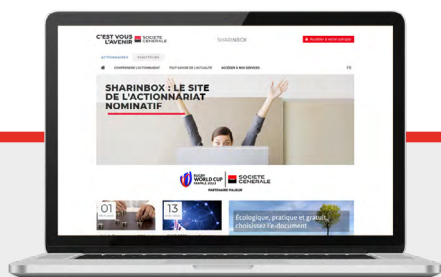 C'EST VOUS
L'AVENIR
SOCIETE
GENERALE
SHARINBOX
Accéder à votre compte
ACTIONNAIRES
EMETTEURS
COMPRENDRE L'ACTIONNARIAT
TOUT SAVOIR DE L'ACTUALITÉ
ACCÉDER À NOS SERVICES
FR
SHARINBOX : LE SITE
DE L'ACTIONNARIAT
NOMINATIF
RUGBY
WORLD CUP
FRANCE 2023
SOCIETE
GENERALE
PARTENAIRE MAJEUR
01
13
Écologique, pratique et gratuit,
choisissez l'e-document